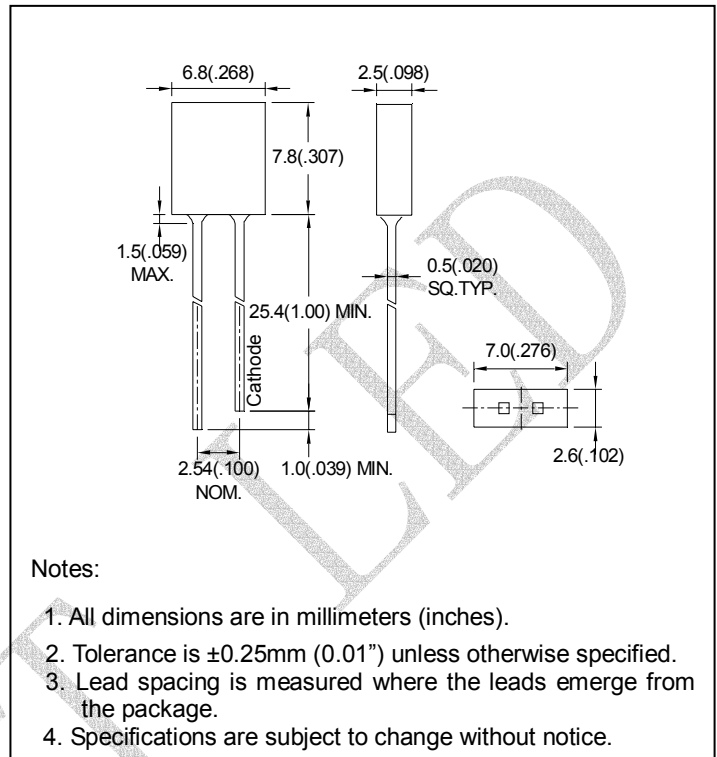 6.8(.268)
2.5(.098)
7.8(.307)
1.5(.059)
MAX.
0.5(.020)
SQ.TYP.
25.4(1.00) MIN.
Cathode
7.0(.276)
2.6(.102)
2.54(.100)
NOM.
1.0(.039) MIN.
Notes:
1. All dimensions are in millimeters (inches).
2. Tolerance is ±0.25mm (0.01”) unless otherwise specified.
3. Lead spacing is measured where the leads emerge from
the package.
4. Specifications are subject to change without notice.
LED